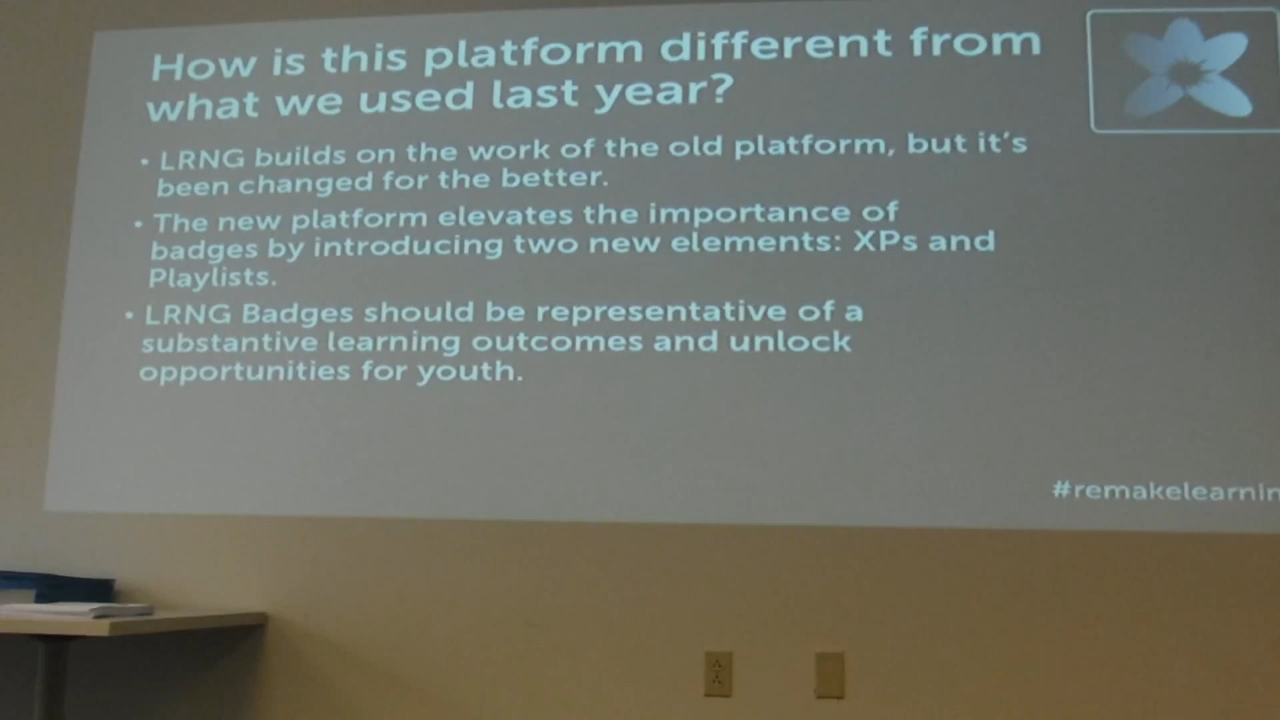 How is this platform different from
what we used last year?
• LRNG builds on the work of the old platform, but it's
been changed for the better.
• The new platform elevates the importance of
badges by introducing two new elements: XPs and
Playlists.
• LRNG Badges should be representative of a
substantive learning outcomes and unlock
opportunities for youth.
#remakelearnin